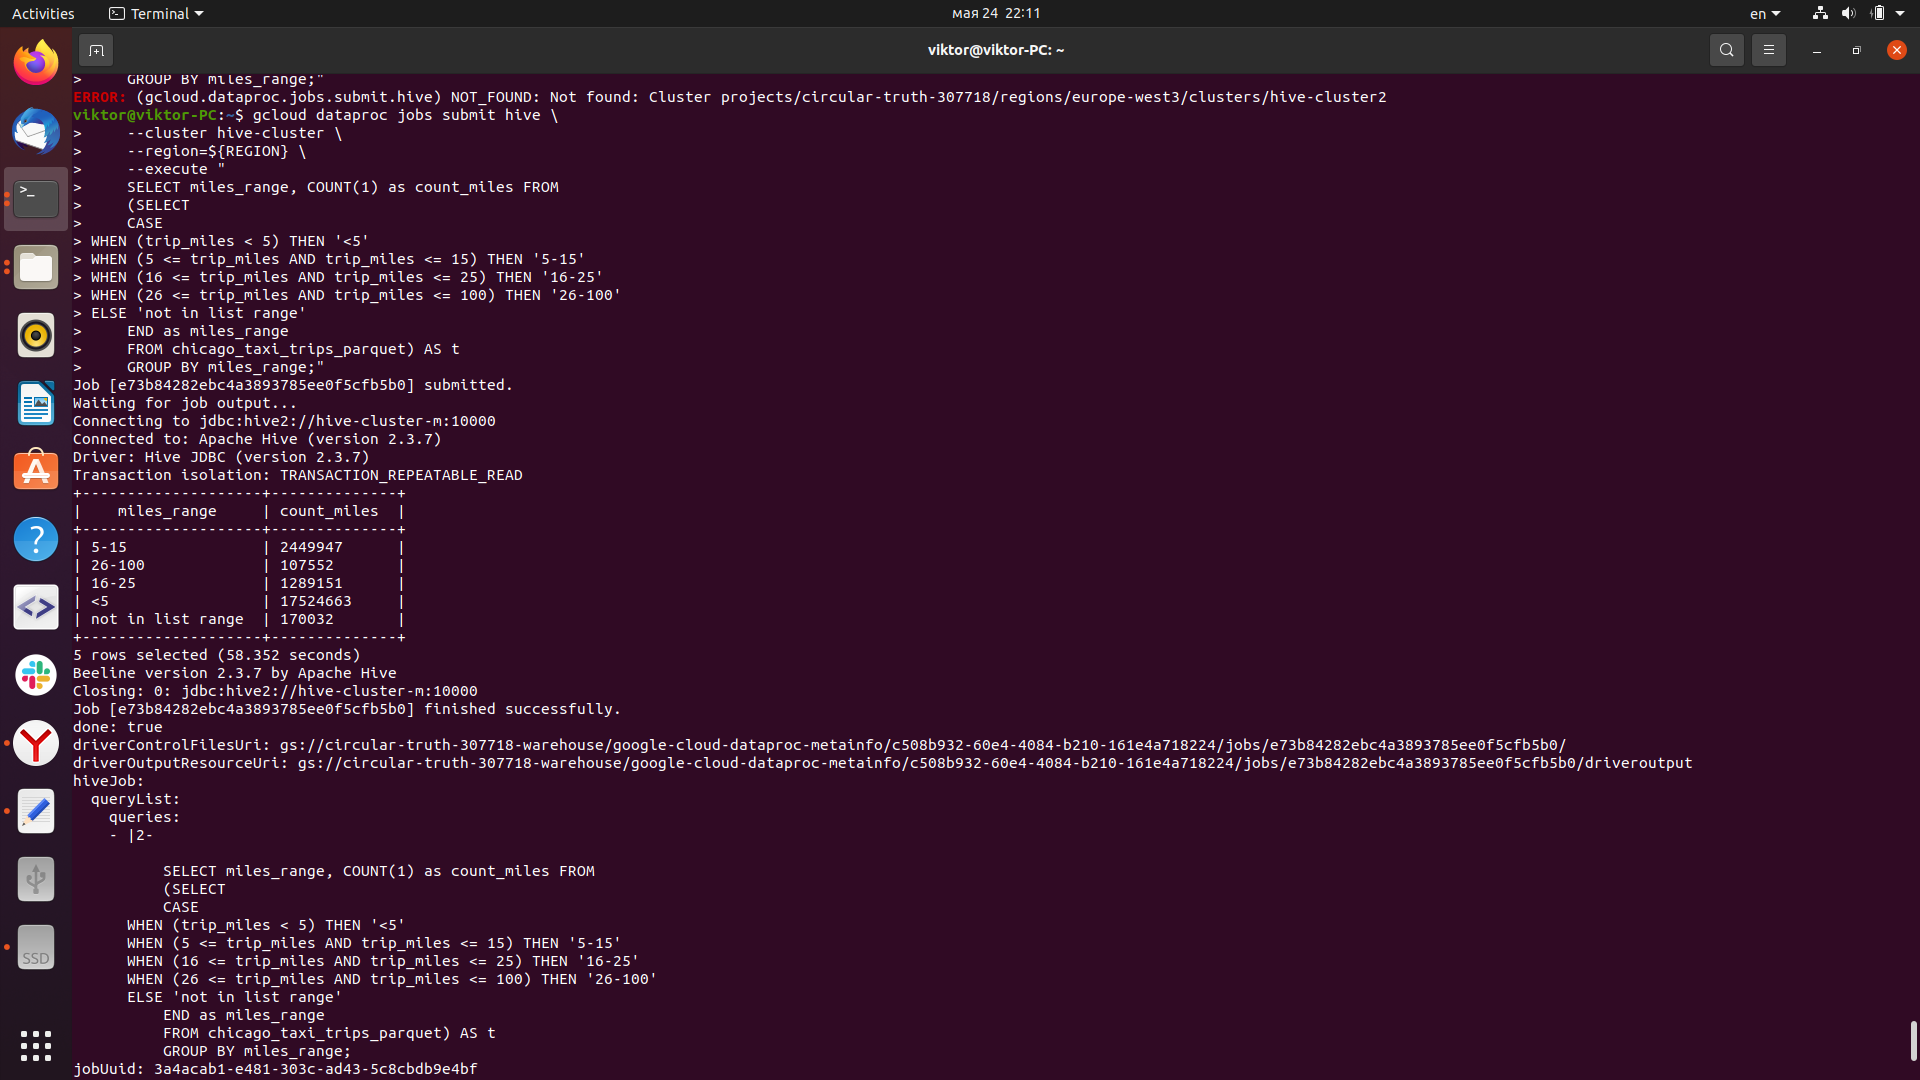 Activities Terminal мая 24 22:11 en
viktor@viktor-PC: ~
>     GROUP BY miles_range;"
ERROR: (gcloud.dataproc.jobs.submit.hive) NOT_FOUND: Not found: Cluster projects/circular-truth-307718/regions/europe-west3/clusters/hive-cluster2
viktor@viktor-PC:~$ gcloud dataproc jobs submit hive \
>     --cluster hive-cluster \
>     --region=${REGION} \
>     --execute "
>     SELECT miles_range, COUNT(1) as count_miles FROM
>     (SELECT
>     CASE
> WHEN (trip_miles < 5) THEN '<5'
> WHEN (5 <= trip_miles AND trip_miles <= 15) THEN '5-15'
> WHEN (16 <= trip_miles AND trip_miles <= 25) THEN '16-25'
> WHEN (26 <= trip_miles AND trip_miles <= 100) THEN '26-100'
> ELSE 'not in list range'
>     END as miles_range
>     FROM chicago_taxi_trips_parquet) AS t
>     GROUP BY miles_range;"
Job [e73b84282ebc4a3893785ee0f5cfb5b0] submitted.
Waiting for job output...
Connecting to jdbc:hive2://hive-cluster-m:10000
Connected to: Apache Hive (version 2.3.7)
Driver: Hive JDBC (version 2.3.7)
Transaction isolation: TRANSACTION_REPEATABLE_READ
+--------------------+--------------+
|    miles_range     | count_miles  |
+--------------------+--------------+
| 5-15               | 2449947      |
| 26-100             | 107552       |
| 16-25              | 1289151      |
| <5                 | 17524663     |
| not in list range  | 170032       |
+--------------------+--------------+
5 rows selected (58.352 seconds)
Beeline version 2.3.7 by Apache Hive
Closing: 0: jdbc:hive2://hive-cluster-m:10000
Job [e73b84282ebc4a3893785ee0f5cfb5b0] finished successfully.
done: true
driverControlFilesUri: gs://circular-truth-307718-warehouse/google-cloud-dataproc-metainfo/c508b932-60e4-4084-b210-161e4a718224/jobs/e73b84282ebc4a3893785ee0f5cfb5b0/
driverOutputResourceUri: gs://circular-truth-307718-warehouse/google-cloud-dataproc-metainfo/c508b932-60e4-4084-b210-161e4a718224/jobs/e73b84282ebc4a3893785ee0f5cfb5b0/driveroutput
hiveJob:
  queryList:
    queries:
    - |2-
          SELECT miles_range, COUNT(1) as count_miles FROM
          (SELECT
          CASE
      WHEN (trip_miles < 5) THEN '<5'
      WHEN (5 <= trip_miles AND trip_miles <= 15) THEN '5-15'
      WHEN (16 <= trip_miles AND trip_miles <= 25) THEN '16-25'
      WHEN (26 <= trip_miles AND trip_miles <= 100) THEN '26-100'
      ELSE 'not in list range'
          END as miles_range
          FROM chicago_taxi_trips_parquet) AS t
          GROUP BY miles_range;
jobUuid: 3a4acab1-e481-303c-ad43-5c8cbdb9e4bf
SSD